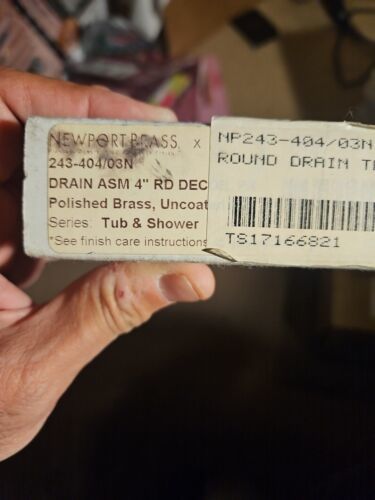 NEWPORT BRASS. x
243-404/03N
DRAIN ASM 4" RD DEC
Polished Brass, Uncoat
Series: Tub & Shower
*See finish care instructions
NP243-404/03N
ROUND DRAIN
TS17166821